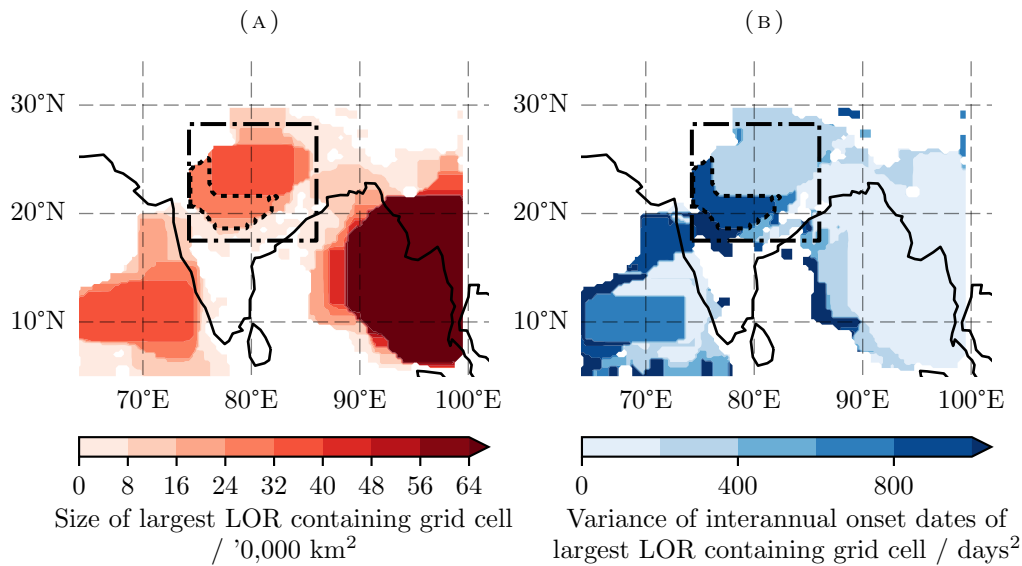 (A)
(B)
30°N
20°N
10°N
70°E 80°E 90°E 100°E
70°E 80°E 90°E 100°E
0 8 16 24 32 40 48 56 64
0 400 800
Size of largest LOR containing grid cell
/ '0,000 km²
Variance of interannual onset dates of
largest LOR containing grid cell / days²
30°N
20°N
10°N